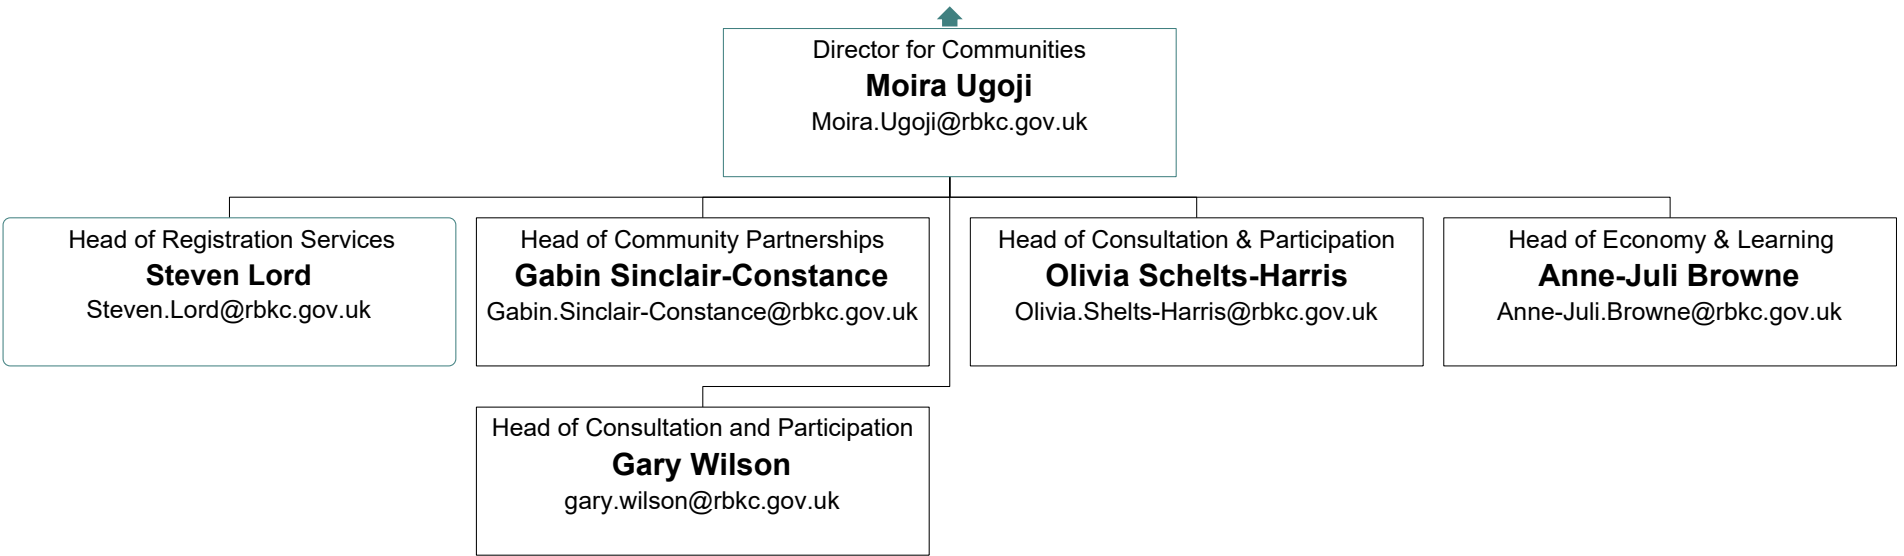 Director for Communities
Moira Ugoji
Moira.Ugoji@rbkc.gov.uk
Head of Registration Services
Steven Lord
Steven.Lord@rbkc.gov.uk
Head of Community Partnerships
Gabin Sinclair-Constance
Gabin.Sinclair-Constance@rbkc.gov.uk
Head of Consultation & Participation
Olivia Schelts-Harris
Olivia.Shelts-Harris@rbkc.gov.uk
Head of Economy & Learning
Anne-Juli Browne
Anne-Juli.Browne@rbkc.gov.uk
Head of Consultation and Participation
Gary Wilson
gary.wilson@rbkc.gov.uk